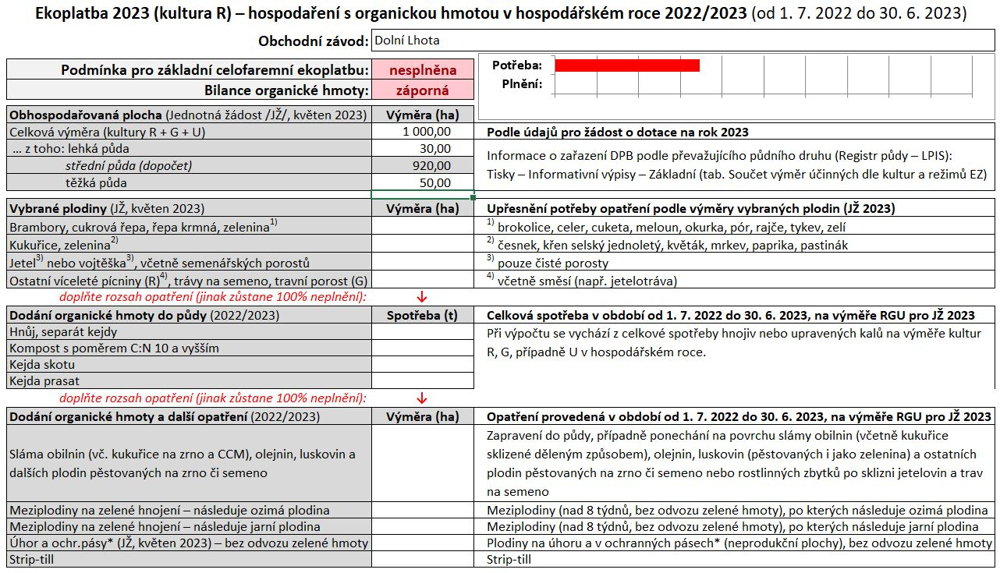 Ekoplatba 2023 (kultura R) – hospodaření s organickou hmotou v hospodářském roce 2022/2023 (od 1. 7. 2022 do 30. 6. 2023)
Obchodní závod: Dolní Lhota
Podmínka pro základní celofaremní ekoplatbu: nesplněna
Bilance organické hmoty: záporná
Potřeba:
Plnění:
Obhospodařovaná plocha (Jednotná žádost /JŽ/, květen 2023) Výměra (ha)
Celková výměra (kultury R + G + U) 1 000,00 Podle údajů pro žádost o dotace na rok 2023
... z toho: lehká půda 30,00
střední půda (dopočet) 920,00
těžká půda 50,00
Informace o zařazení DPB podle převažujícího půdního druhu (Registr půdy – LPIS):
Tisky – Informativní výpisy – Základní (tab. Součet výměr účinných dle kultur a režimů EZ)
Vybrané plodiny (JŽ, květen 2023) Výměra (ha) Upřesnění potřeby opatření podle výměry vybraných plodin (JŽ 2023)
Brambory, cukrová řepa, řepa krmná, zelenina1) 1) brokolice, celer, cuketa, meloun, okurka, pór, rajče, tykev, zelí
Kukuřice, zelenina2) 2) česnek, křen selský jednoletý, květák, mrkev, paprika, pastinák
Jetel3) nebo vojtěška3), včetně semenářských porostů 3) pouze čisté porosty
Ostatní víceleté pícniny (R)4), trávy na semeno, travní porost (G) 4) včetně směsí (např. jetelotráva)
doplňte rozsah opatření (jinak zůstane 100% neplnění): ↓
Dodání organické hmoty do půdy (2022/2023) Spotřeba (t) Celková spotřeba v období od 1. 7. 2022 do 30. 6. 2023, na výměře RGU pro JŽ 2023
Hnůj, separát kejdy
Kompost s poměrem C:N 10 a vyšším
Kejda skotu
Kejda prasat
Při výpočtu se vychází z celkové spotřeby hnojiv nebo upravených kalů na výměře kultur
R, G, případně U v hospodářském roce.
doplňte rozsah opatření (jinak zůstane 100% neplnění): ↓
Dodání organické hmoty a další opatření (2022/2023) Výměra (ha) Opatření provedená v období od 1. 7. 2022 do 30. 6. 2023, na výměře RGU pro JŽ 2023
Sláma obilnin (vč. kukuřice na zrno a CCM), olejnin, luskovin a
dalších plodin pěstovaných na zrno či semeno
Zapravení do půdy, případně ponechání na povrchu slámy obilnin (včetně kukuřice
sklizené děleným způsobem), olejnin, luskovin (pěstovaných i jako zelenina) a ostatních
plodin pěstovaných na zrno či semeno nebo rostlinných zbytků po sklizni jetelovin a trav
na semeno
Meziplodiny na zelené hnojení – následuje ozimá plodina Meziplodiny (nad 8 týdnů, bez odvozu zelené hmoty), po kterých následuje ozimá plodina
Meziplodiny na zelené hnojení – následuje jarní plodina Meziplodiny (nad 8 týdnů, bez odvozu zelené hmoty), po kterých následuje jarní plodina
Úhor a ochr.pásy* (JŽ, květen 2023) – bez odvozu zelené hmoty Plodiny na úhoru a v ochranných pásech* (neprodukční plochy), bez odvozu zelené hmoty
Strip-till Strip-till